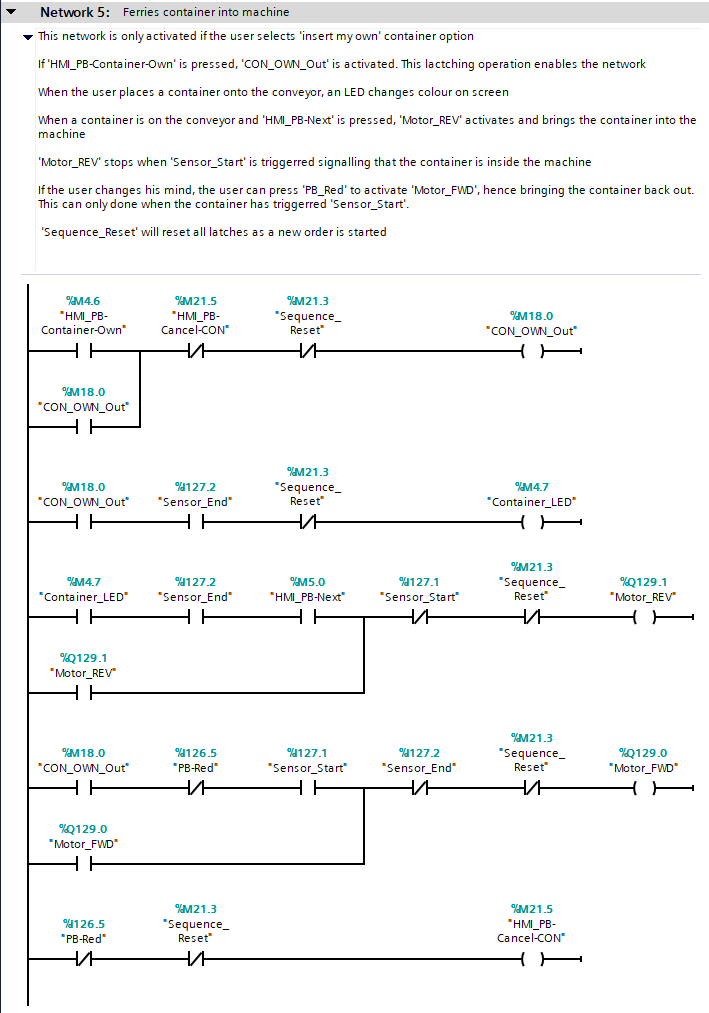 Network 5: Ferries container into machine
This network is only activated if the user selects 'insert my own' container option
If 'HMI_PB-Container-Own' is pressed, 'CON_OWN_Out' is activated. This lactching operation enables the network
When the user places a container onto the conveyor, an LED changes colour on screen
When a container is on the conveyor and 'HMI_PB-Next' is pressed, 'Motor_REV' activates and brings the container into the
machine
'Motor_REV' stops when 'Sensor_Start' is triggerred signalling that the container is inside the machine
If the user changes his mind, the user can press 'PB_Red' to activate 'Motor_FWD', hence bringing the container back out.
This can only done when the container has triggerred 'Sensor_Start'.
'Sequence_Reset' will reset all latches as a new order is started
%M4.6 %M21.5 %M21.3
"HMI_PB- "HMI_PB- "Sequence_ %M18.0
Container-Own" Cancel-CON" Reset" "CON_OWN_Out"
%M18.0
"CON_OWN_Out"
%M21.3
%M18.0 %I127.2 "Sequence_ %M4.7
"CON_OWN_Out" "Sensor_End" Reset" "Container_LED"
%M21.3
%M4.7 %I127.2 %M5.0 %I127.1 "Sequence_ %Q129.1
"Container_LED" "Sensor_End" "HMI_PB-Next" "Sensor_Start" Reset" "Motor_REV"
%Q129.1
"Motor_REV"
%M21.3
%M18.0 %I126.5 %I127.1 %I127.2 "Sequence_ %Q129.0
"CON_OWN_Out" "PB-Red" "Sensor_Start" "Sensor_End" Reset" "Motor_FWD"
%Q129.0
"Motor_FWD"
%M21.3 %M21.5
%I126.5 "Sequence_ "HMI_PB-
"PB-Red" Reset" Cancel-CON"